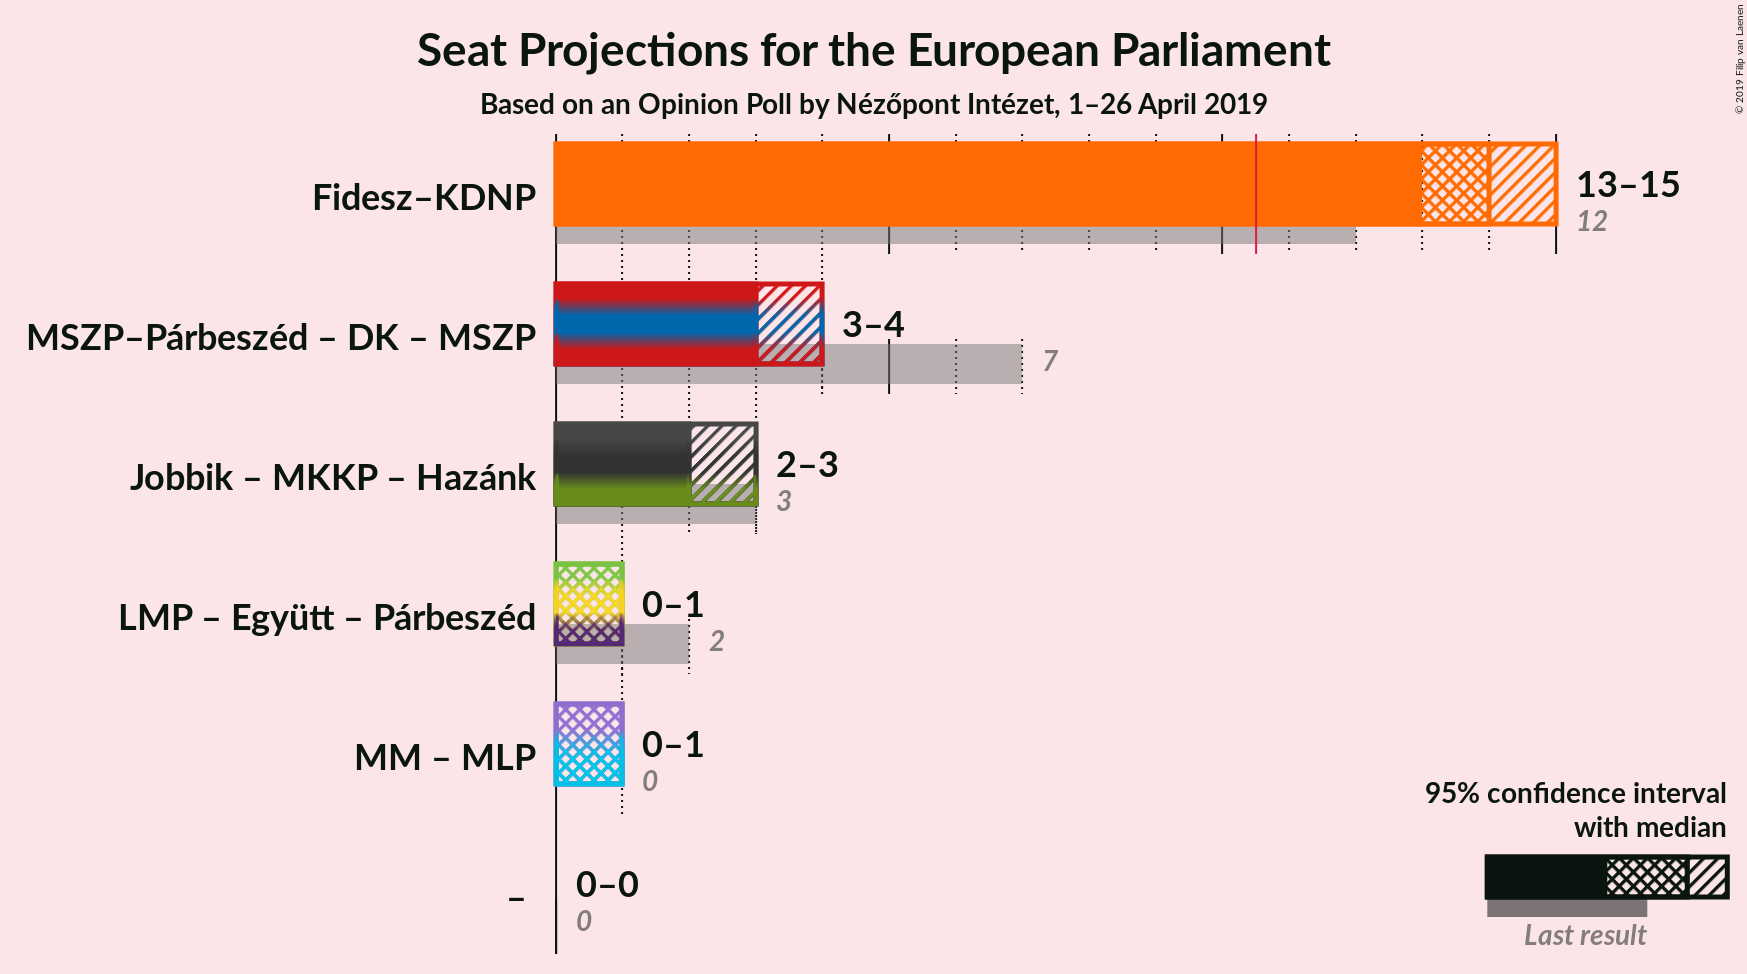 Seat Projections for the European Parliament
Based on an Opinion Poll by Nézőpont Intézet, 1–26 April 2019
© 2019 Filip van Laenen
Fidesz–KDNP
13–15
12
MSZP–Párbeszéd – DK – MSZP
3–4
7
Jobbik – MKKP – Hazánk
2–3
3
LMP – Együtt – Párbeszéd
0–1
2
MM – MLP
0–1
0
–
0–0
0
95% confidence interval
with median
Last result